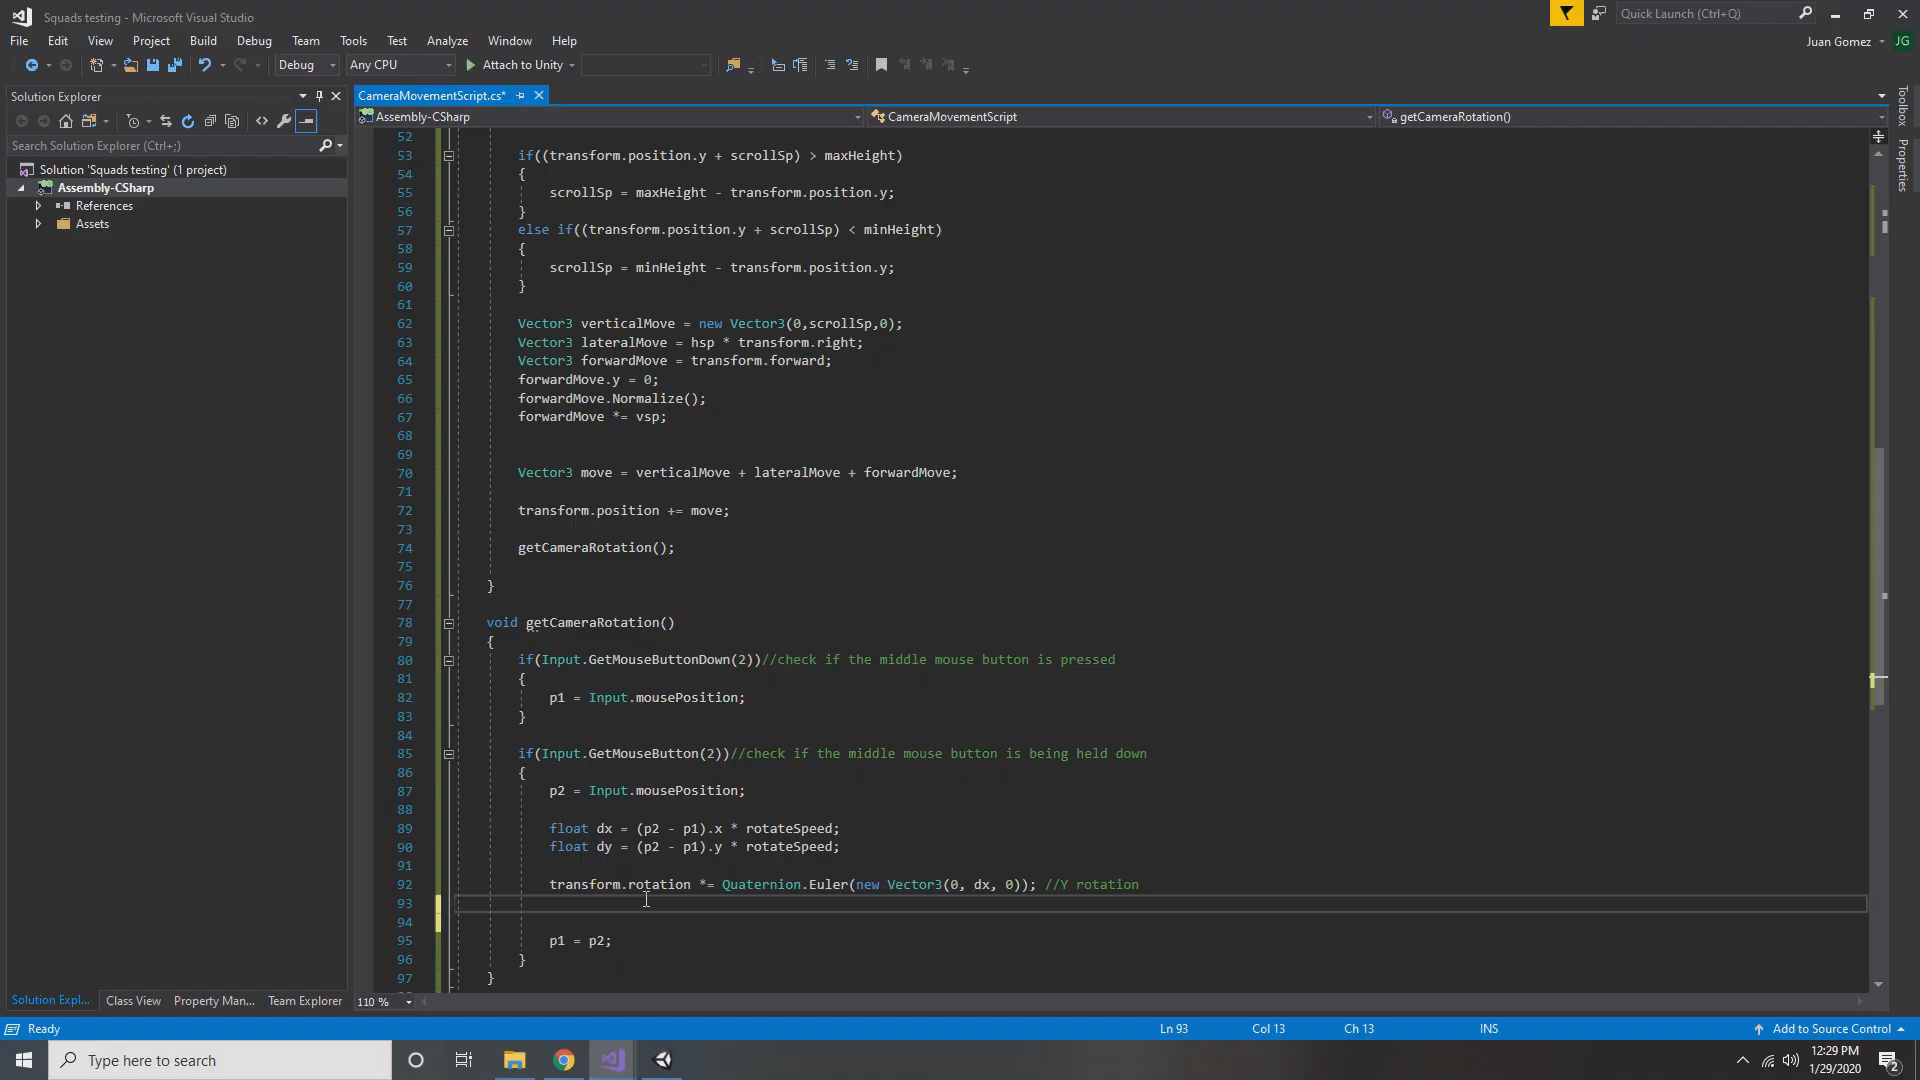 Squads testing - Microsoft Visual Studio
Quick Launch (Ctrl+Q)
File Edit View Project Build Debug Team Tools Test Analyze Window Help
Juan Gomez JG
Debug Any CPU Attach to Unity
Solution Explorer
CameraMovementScript.cs*
Assembly-CSharp CameraMovementScript getCameraRotation()
Toolbox
Properties
Search Solution Explorer (Ctrl+;)
Solution 'Squads testing' (1 project)
Assembly-CSharp
References
Assets
52
53 if((transform.position.y + scrollSp) > maxHeight)
54 {
55 scrollSp = maxHeight - transform.position.y;
56 }
57 else if((transform.position.y + scrollSp) < minHeight)
58 {
59 scrollSp = minHeight - transform.position.y;
60 }
61
62 Vector3 verticalMove = new Vector3(0,scrollSp,0);
63 Vector3 lateralMove = hsp * transform.right;
64 Vector3 forwardMove = transform.forward;
65 forwardMove.y = 0;
66 forwardMove.Normalize();
67 forwardMove *= vsp;
68
69
70 Vector3 move = verticalMove + lateralMove + forwardMove;
71
72 transform.position += move;
73
74 getCameraRotation();
75
76 }
77
78 void getCameraRotation()
79 {
80 if(Input.GetMouseButtonDown(2))//check if the middle mouse button is pressed
81 {
82 p1 = Input.mousePosition;
83 }
84
85 if(Input.GetMouseButton(2))//check if the middle mouse button is being held down
86 {
87 p2 = Input.mousePosition;
88
89 float dx = (p2 - p1).x * rotateSpeed;
90 float dy = (p2 - p1).y * rotateSpeed;
91
92 transform.rotation *= Quaternion.Euler(new Vector3(0, dx, 0)); //Y rotation
93
94
95 p1 = p2;
96 }
97 }
Solution Expl... Class View Property Man... Team Explorer
110 %
Ready Ln 93 Col 13 Ch 13 INS Add to Source Control
Type here to search
12:29 PM
1/29/2020
2